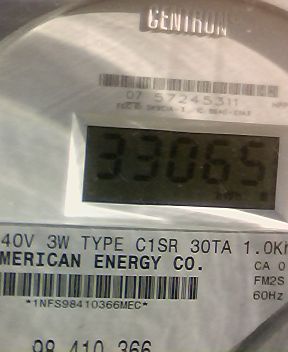 CENTRON
07 57245311
33065
40V 3W TYPE C1SR 30TA 1.0K
MERICAN ENERGY CO.
CA 0
FM2S
60Hz
*1NFS98410366MEC*
98 410 366